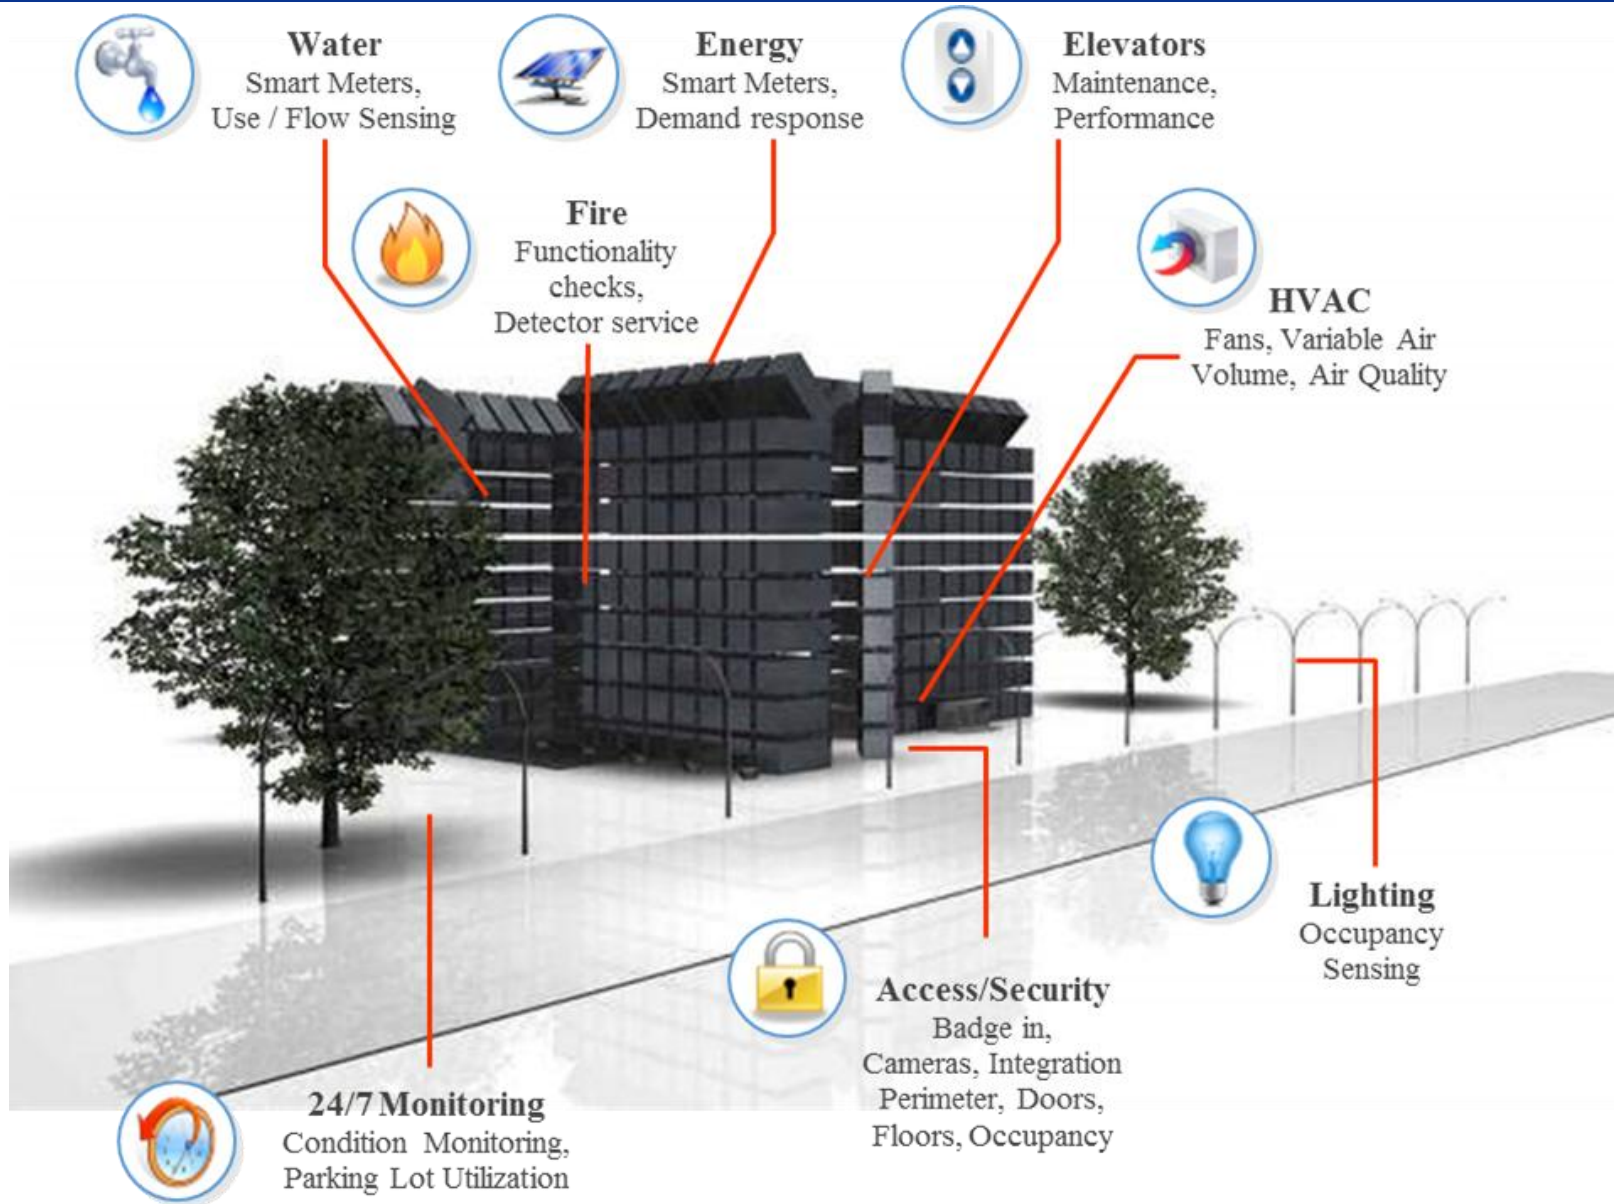 Water
Smart Meters,
Use / Flow Sensing
Energy
Smart Meters,
Demand response
Elevators
Maintenance,
Performance
Fire
Functionality
checks,
Detector service
HVAC
Fans, Variable Air
Volume, Air Quality
Lighting
Occupancy
Sensing
Access/Security
Badge in,
Cameras, Integration
Perimeter, Doors,
Floors, Occupancy
24/7 Monitoring
Condition Monitoring,
Parking Lot Utilization